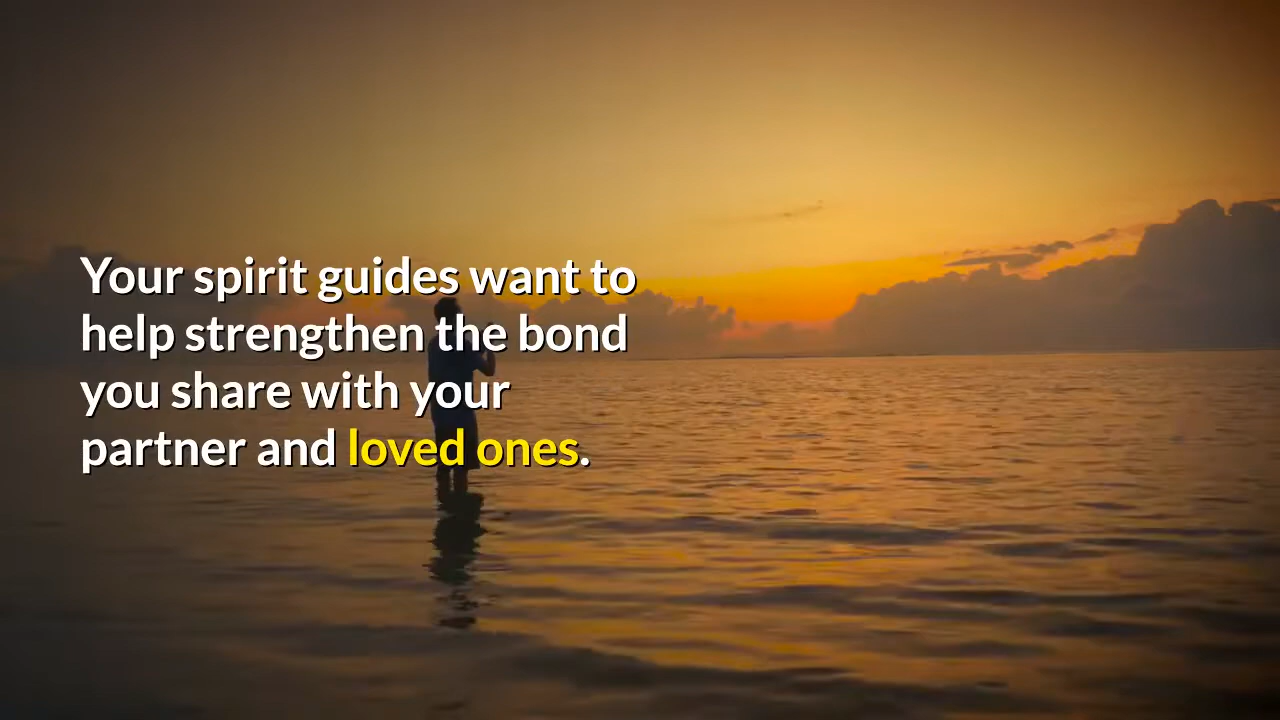 Your spirit guides want to
help strengthen the bond
you share with your
partner and loved ones.